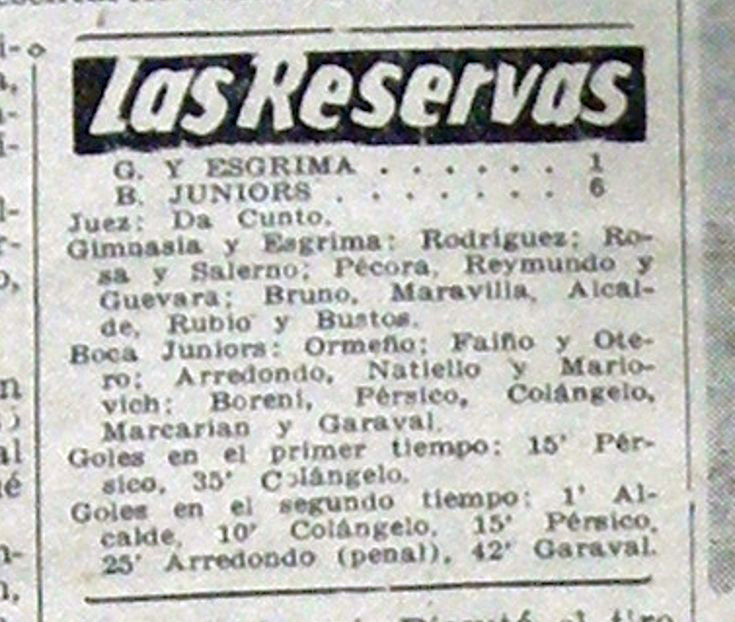 Las Reservas
G. Y ESGRIMA . . . . . . 1
B. JUNIORS . . . . . . . 6
Juez: Da Cunto.
Gimnasia y Esgrima: Rodríguez; Ro-
sa y Salerno; Pécora, Reymundo y
Guevara; Bruno, Maravilla, Alcal-
de, Rubio y Bustos.
Boca Juniors: Ormeño; Faiño y Ote-
ro; Arredondo, Natiello y Mario-
vich; Boreni, Pérsico, Colángelo,
Marcarian y Garaval.
Goles en el primer tiempo: 15' Pér-
sico, 35' Colángelo.
Goles en el segundo tiempo: 1' Al-
calde, 10' Colángelo, 15' Pérsico,
25' Arredondo (penal), 42' Garaval.